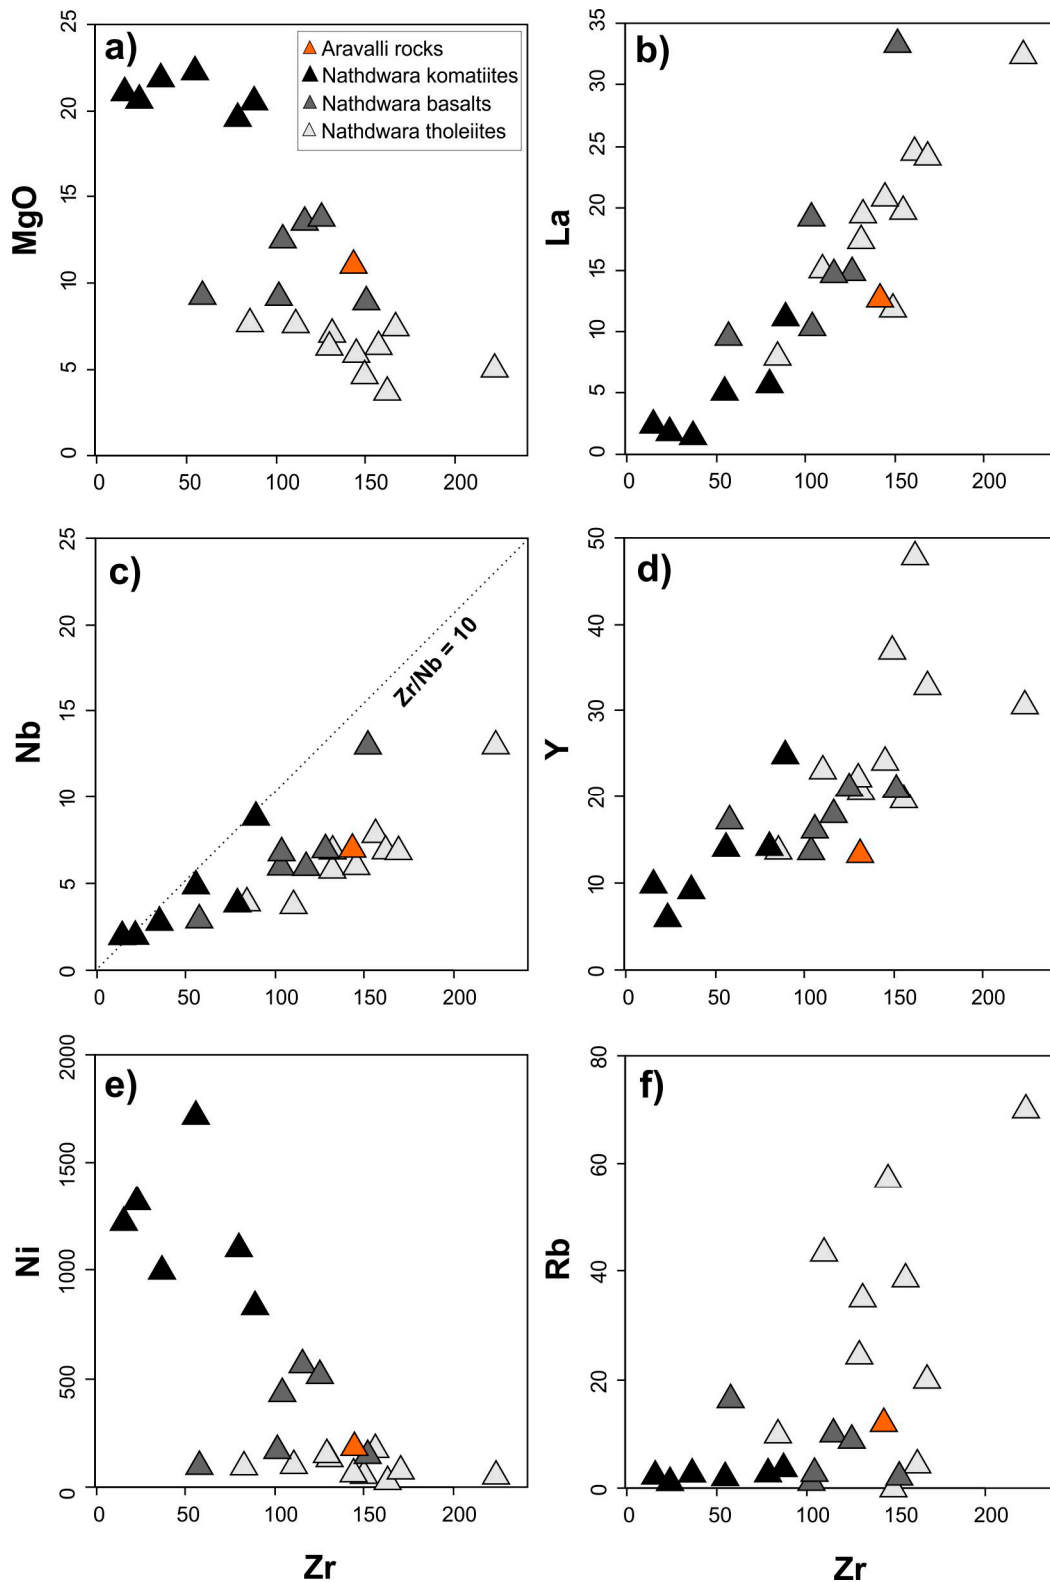 a)
Aravalli rocks
Nathdwara komatiites
Nathdwara basalts
Nathdwara tholeiites
MgO
25
20
15
10
5
0
0 50 100 150 200
b)
La
35
30
25
20
15
10
5
0
0 50 100 150 200
c)
Zr/Nb = 10
Nb
25
20
15
10
5
0
0 50 100 150 200
d)
Y
50
40
30
20
10
0
0 50 100 150 200
e)
Ni
2000
1500
1000
500
0
0 50 100 150 200
Zr
f)
Rb
80
60
40
20
0
0 50 100 150 200
Zr